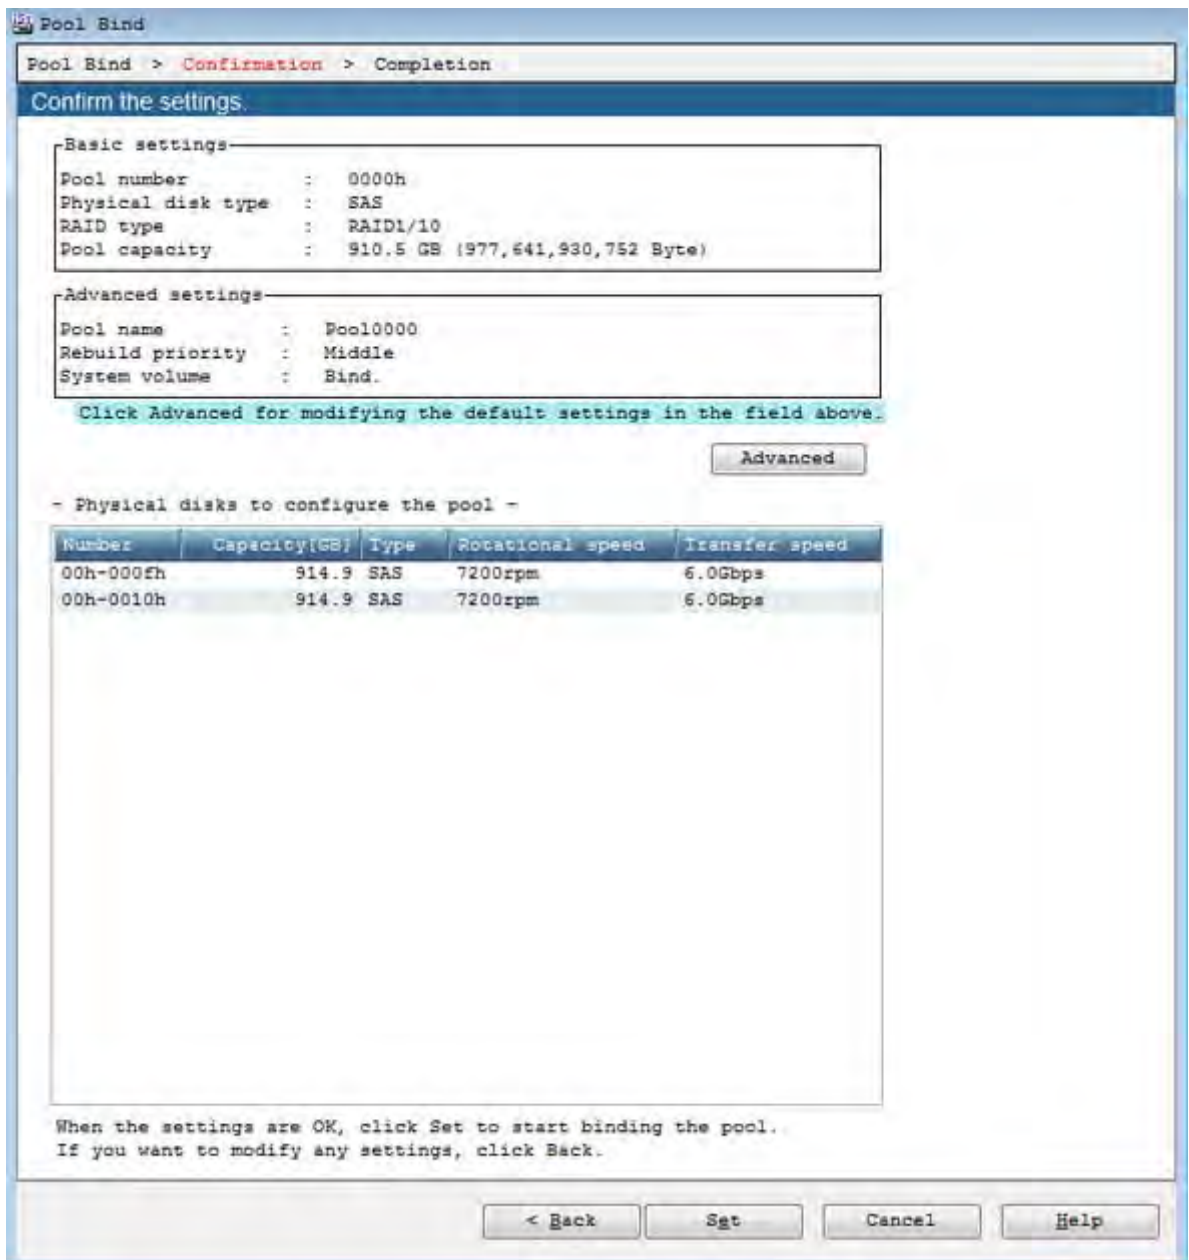 Pool Bind
Pool Bind > Confirmation > Completion
Confirm the settings.
Basic settings
Pool number : 0000h
Physical disk type : SAS
RAID type : RAID1/10
Pool capacity : 910.5 GB (977,641,930,752 Byte)
Advanced settings
Pool name : Pool0000
Rebuild priority : Middle
System volume : Bind.
Click Advanced for modifying the default settings in the field above.
Advanced
- Physical disks to configure the pool -
Number Capacity[GB] Type Rotational speed Transfer speed
00h-000fh 914.9 SAS 7200rpm 6.0Gbps
00h-0010h 914.9 SAS 7200rpm 6.0Gbps
When the settings are OK, click Set to start binding the pool.
If you want to modify any settings, click Back.
< Back Set Cancel Help